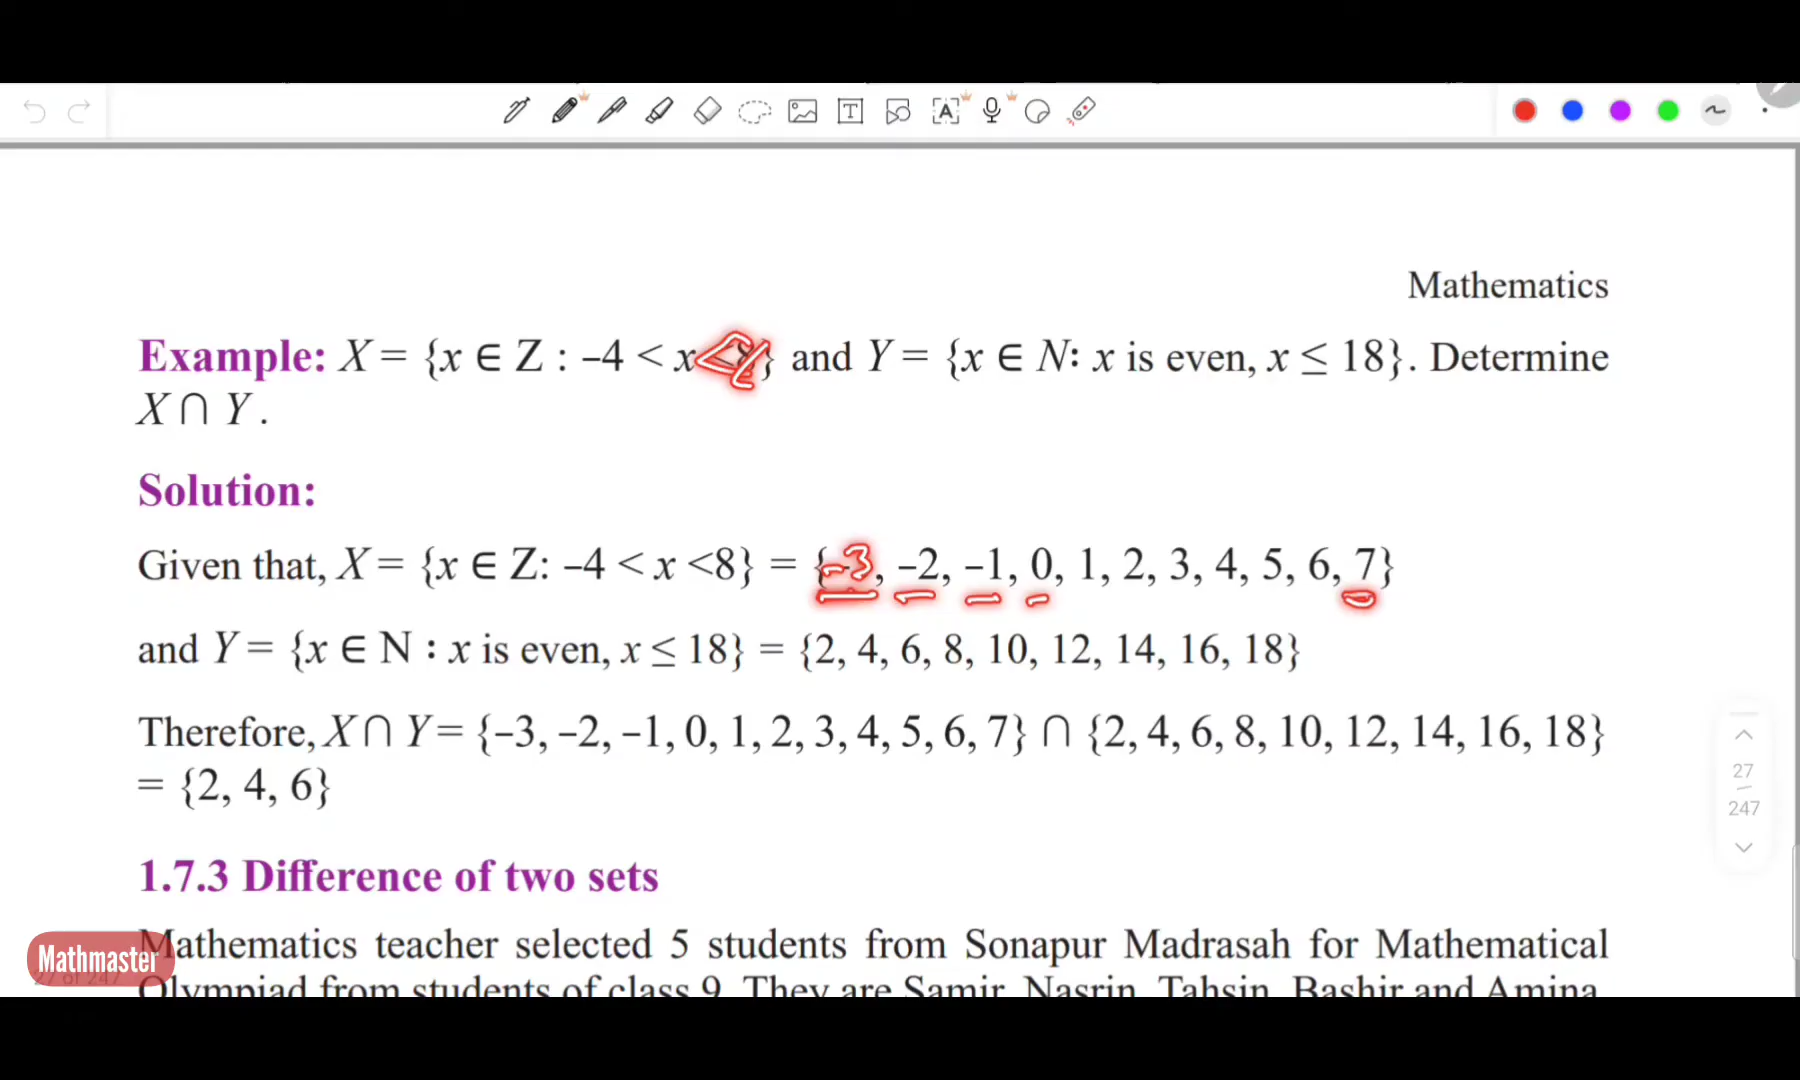 Mathematics
Example: X = {x ∈ Z : –4 < x <8} and Y = {x ∈ N: x is even, x ≤ 18}. Determine
X ∩ Y.
Solution:
Given that, X = {x ∈ Z: –4 < x <8} = {–3, –2, –1, 0, 1, 2, 3, 4, 5, 6, 7}
and Y = {x ∈ N : x is even, x ≤ 18} = {2, 4, 6, 8, 10, 12, 14, 16, 18}
Therefore, X ∩ Y= {–3, –2, –1, 0, 1, 2, 3, 4, 5, 6, 7} ∩ {2, 4, 6, 8, 10, 12, 14, 16, 18}
= {2, 4, 6}
27
247
1.7.3 Difference of two sets
Mathematics teacher selected 5 students from Sonapur Madrasah for Mathematical
Mathmaster
27 of 247
Olympiad from students of class 9. They are Samir, Nasrin, Tahsin, Bashir and Amina.